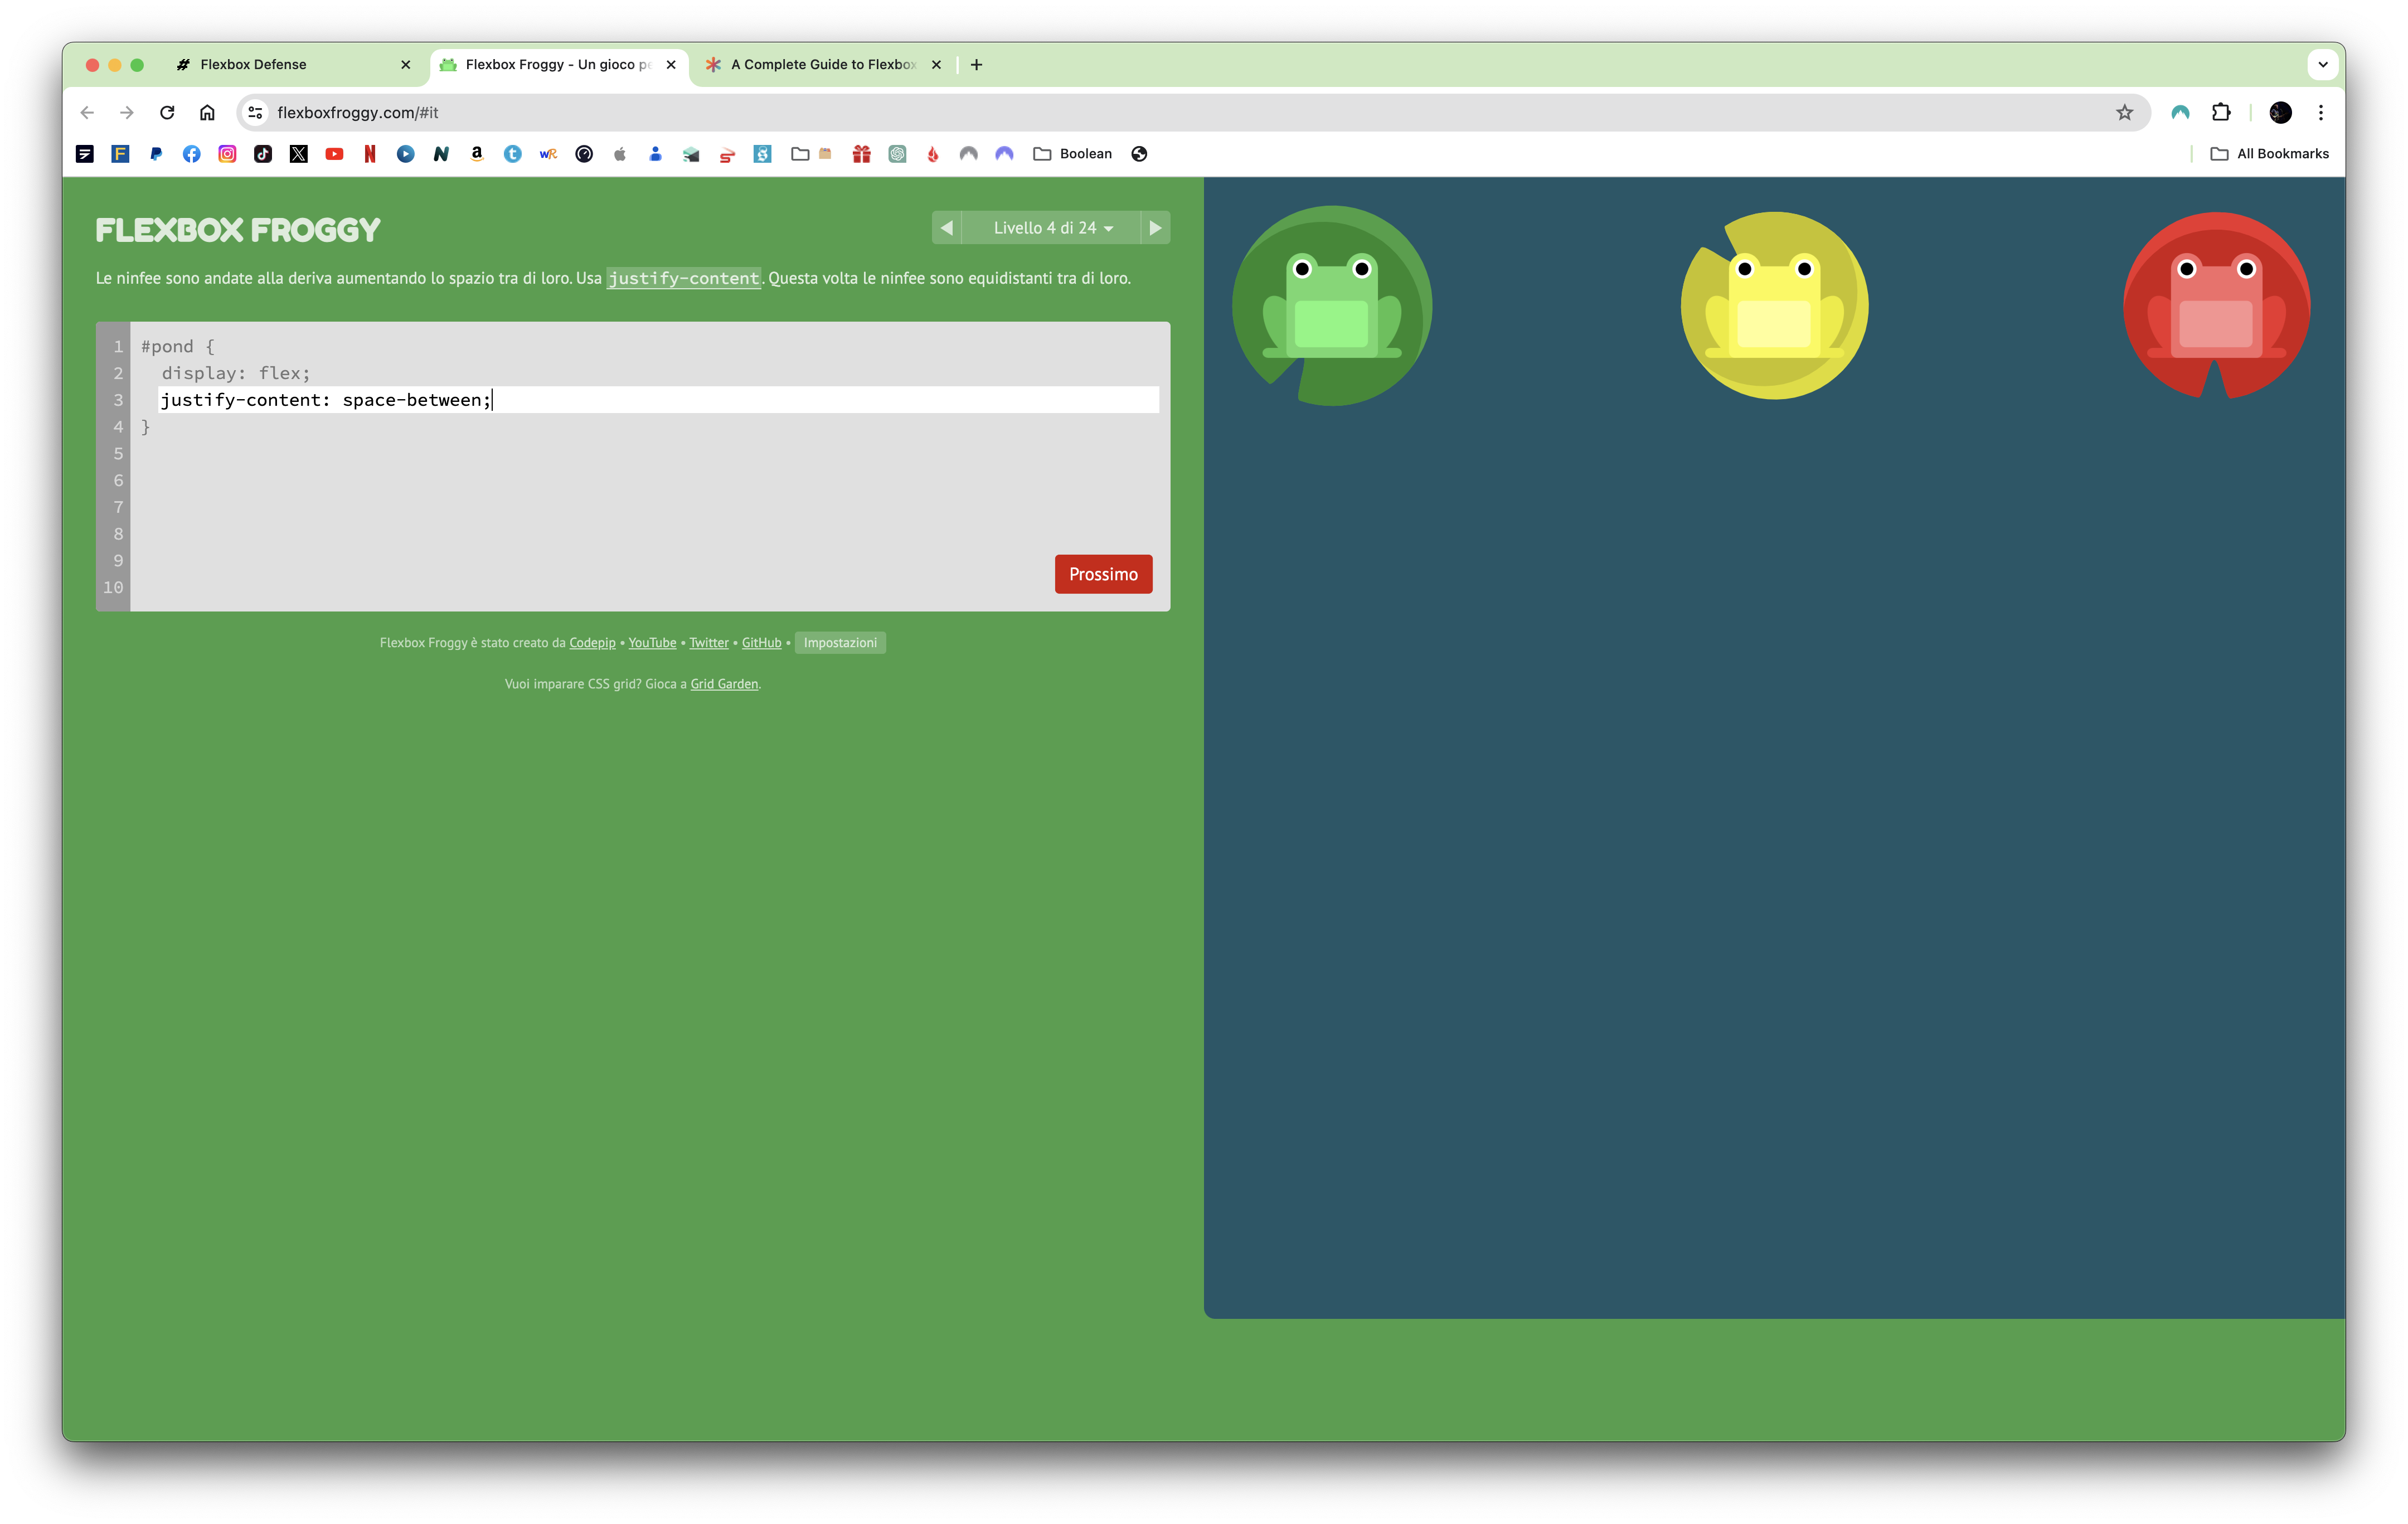 Flexbox Defense
Flexbox Froggy - Un gioco pe
A Complete Guide to Flexbox
flexboxfroggy.com/#it
Boolean
All Bookmarks
FLEXBOX FROGGY
Livello 4 di 24
Le ninfee sono andate alla deriva aumentando lo spazio tra di loro. Usa justify-content. Questa volta le ninfee sono equidistanti tra di loro.
1 #pond {
2 display: flex;
3 justify-content: space-between;
4 }
5
6
7
8
9
10
Prossimo
Flexbox Froggy è stato creato da Codepip • YouTube • Twitter • GitHub • Impostazioni
Vuoi imparare CSS grid? Gioca a Grid Garden.